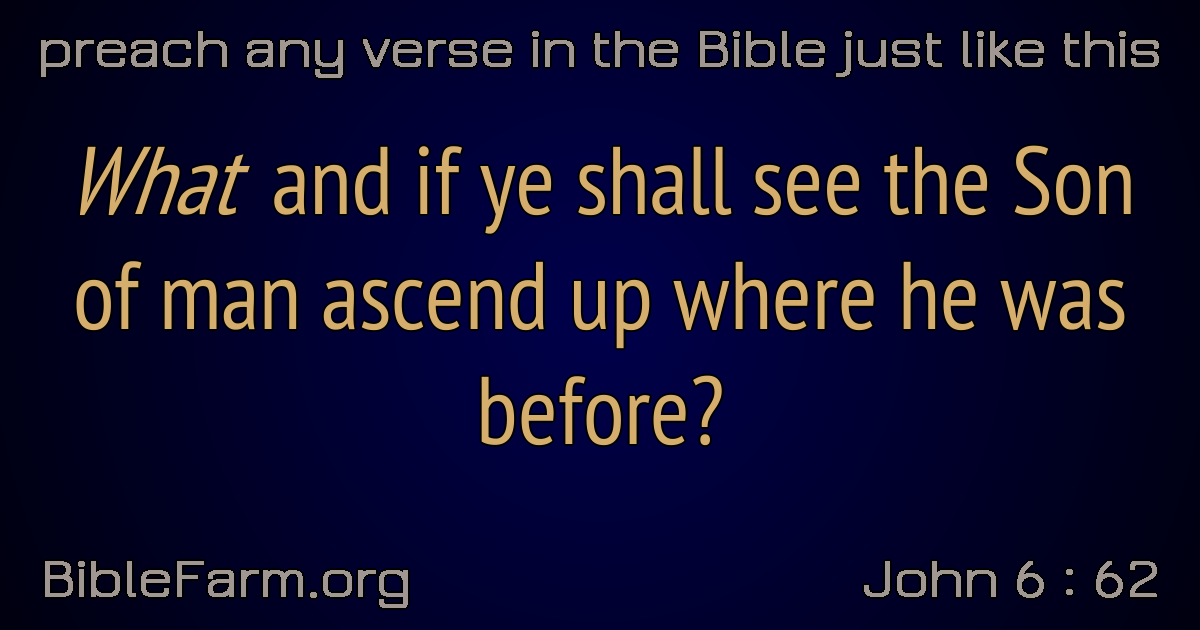 preach any verse in the Bible just like this
What and if ye shall see the Son
of man ascend up where he was
before?
BibleFarm.org
John 6 : 62